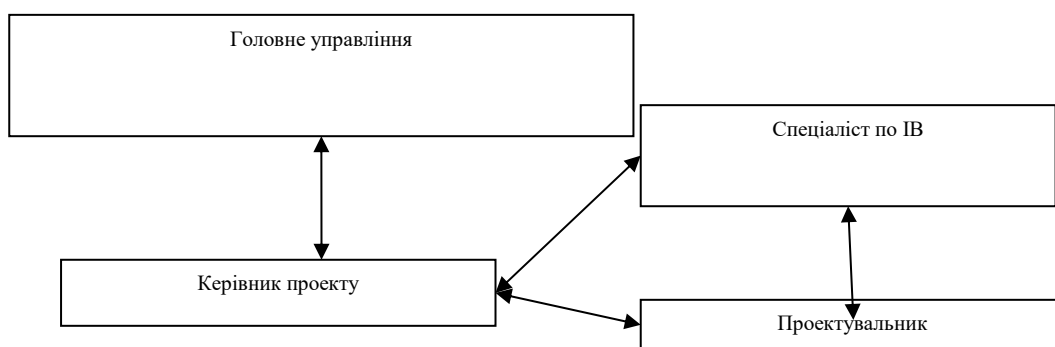 Головне управління
Спеціаліст по ІВ
Керівник проекту
Проектувальник